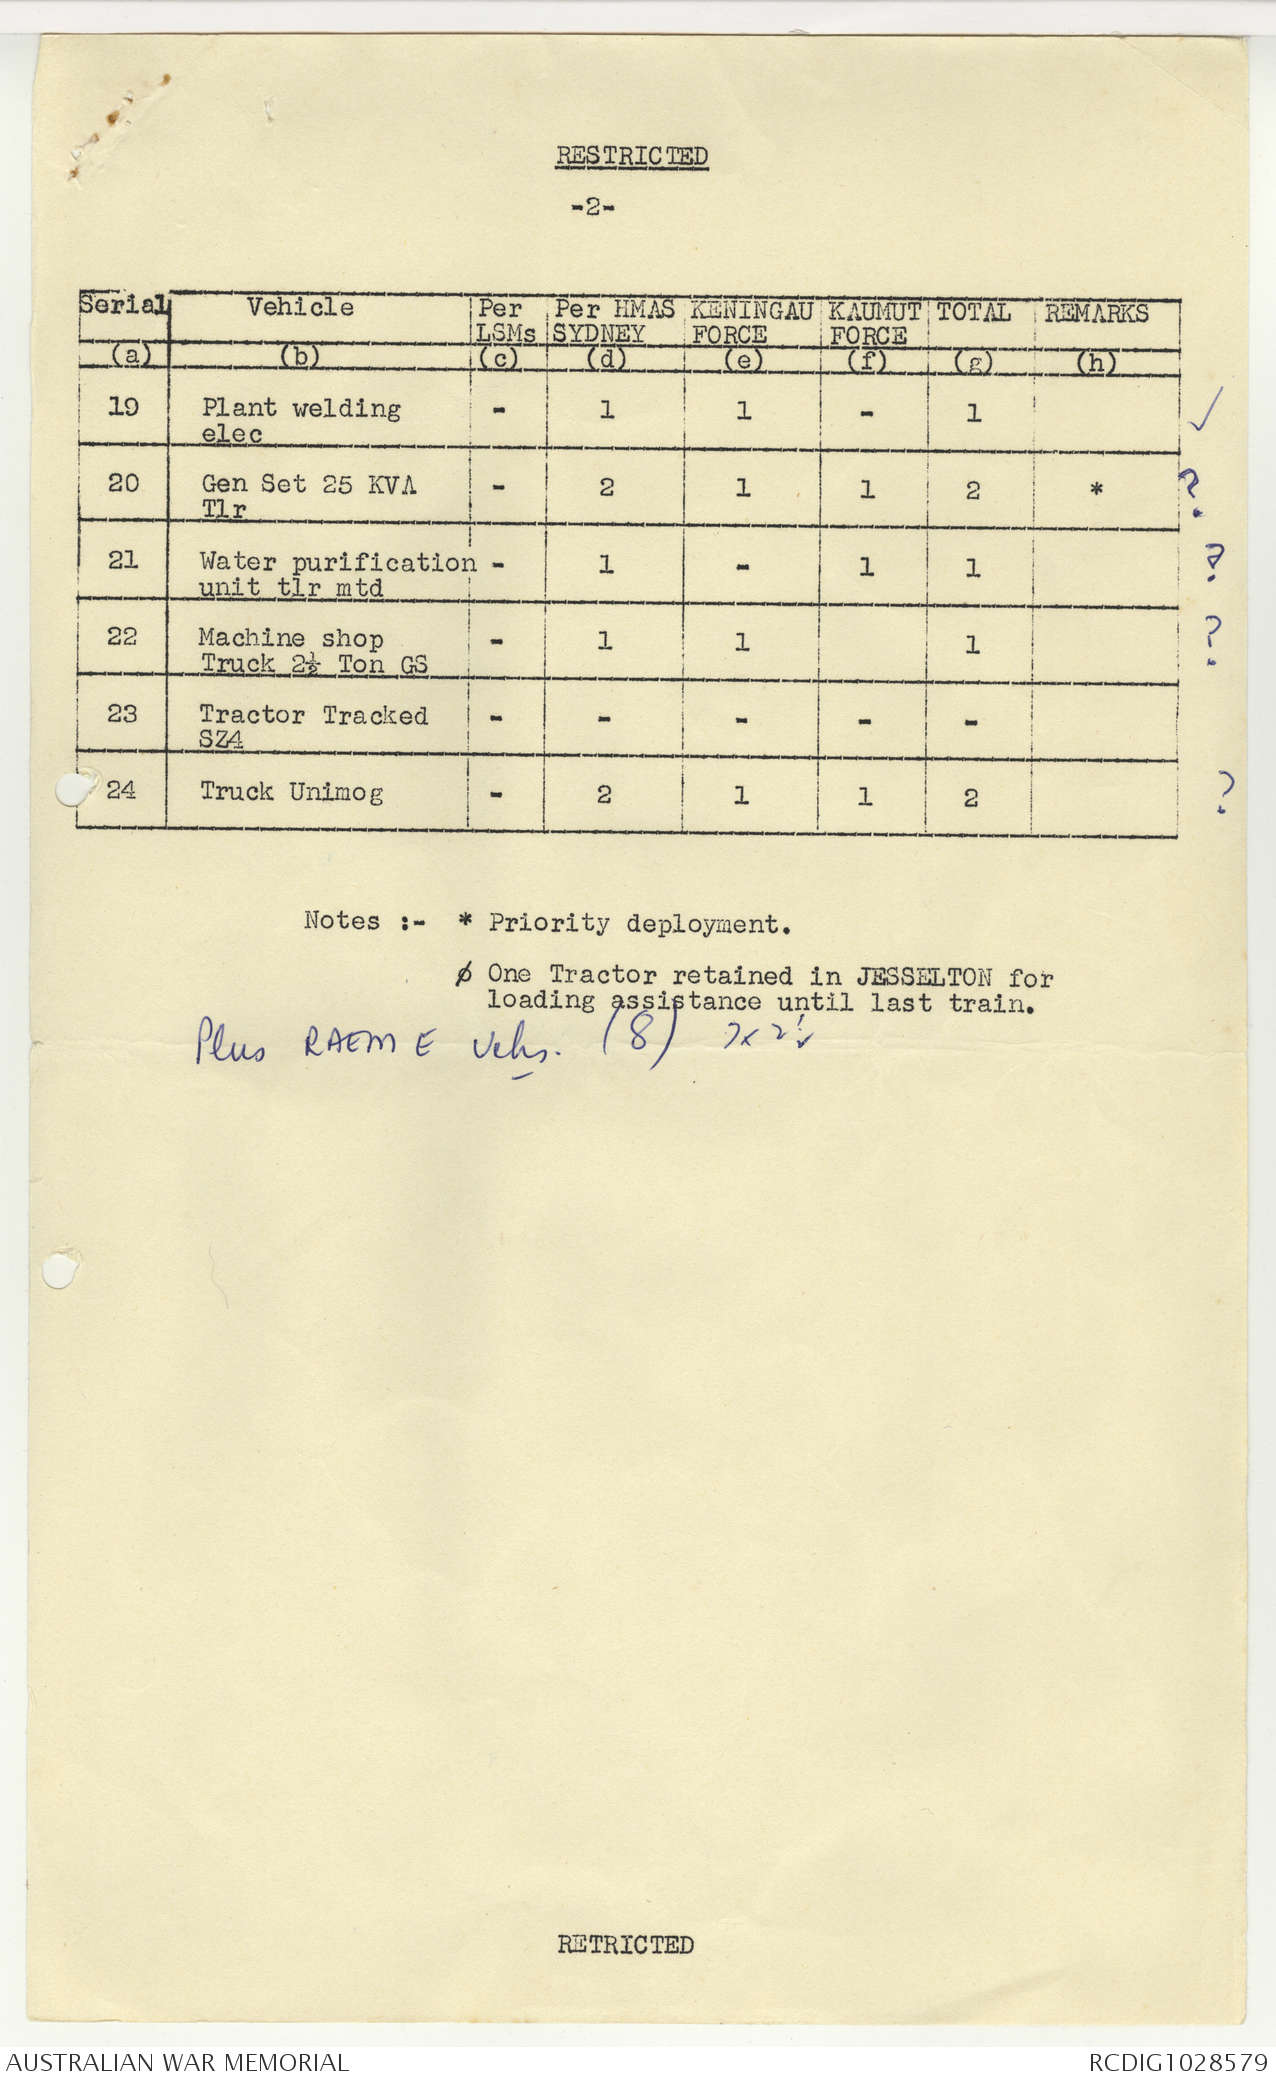 RESTRICTED
-2-
Serial Vehicle Per Per HMAS KENINGAU KAUMUT TOTAL REMARKS
LSMs SYDNEY FORCE FORCE
(a) (b) (c) (d) (e) (f) (g) (h)
19 Plant welding - 1 1 - 1 ✓
elec
20 Gen Set 25 KVA - 2 1 1 2 * ?
Tlr
21 Water purification - 1 - 1 1 ?
unit tlr mtd
22 Machine shop - 1 1 1 ?
Truck 2½ Ton GS
23 Tractor Tracked - - - - -
SZ4
24 Truck Unimog - 2 1 1 2 ?
Notes :- * Priority deployment.
ø One Tractor retained in JESSELTON for
loading assistance until last train.
Plus RAEME Vehs. (8) 7x2½
RETRICTED
AUSTRALIAN WAR MEMORIAL RCDIG1028579